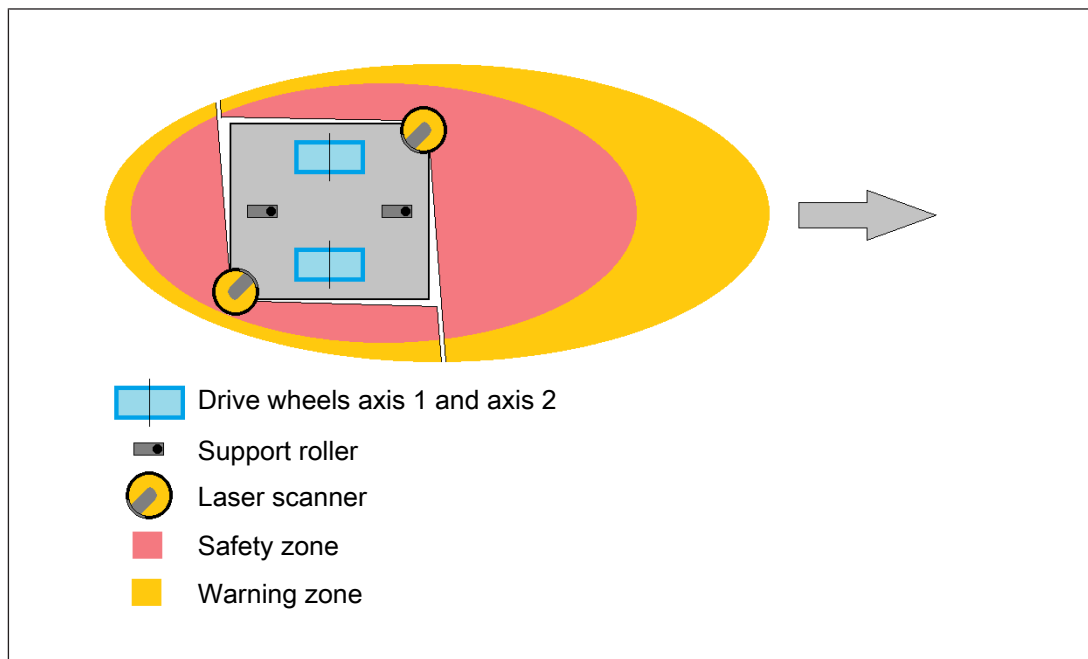 Drive wheels axis 1 and axis 2
Support roller
Laser scanner
Safety zone
Warning zone